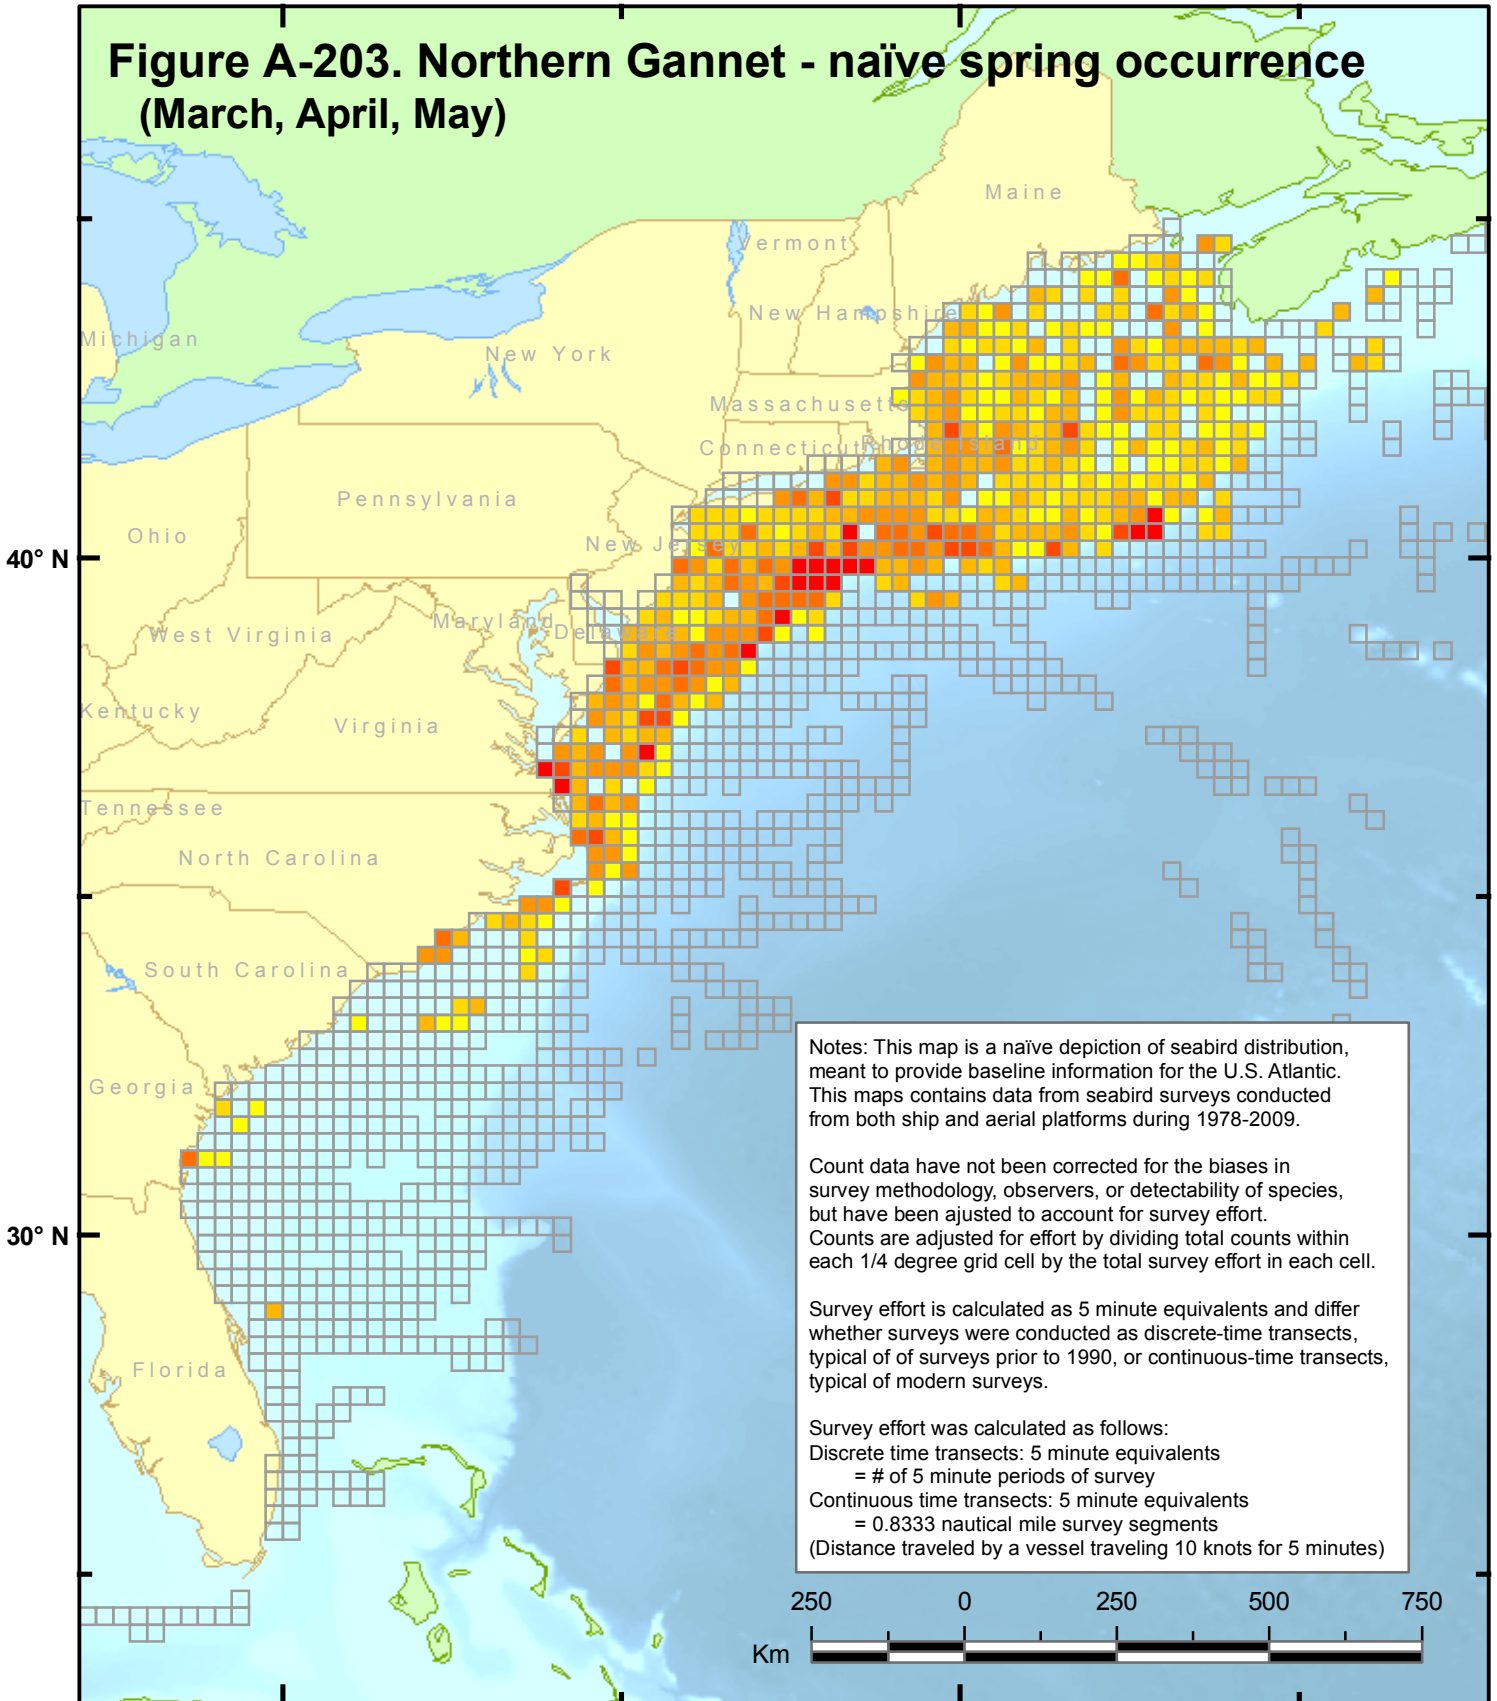 Figure A-203. Northern Gannet - naïve spring occurrence
(March, April, May)
Maine
Vermont
New Hampshire
Michigan
New York
Massachusetts
Connecticut
Rhode Island
Pennsylvania
Ohio
New Jersey
40° N
Maryland
Delaware
West Virginia
Kentucky
Virginia
Tennessee
North Carolina
South Carolina
Georgia
30° N
Florida
Notes: This map is a naïve depiction of seabird distribution,
meant to provide baseline information for the U.S. Atlantic.
This maps contains data from seabird surveys conducted
from both ship and aerial platforms during 1978-2009.
Count data have not been corrected for the biases in
survey methodology, observers, or detectability of species,
but have been ajusted to account for survey effort.
Counts are adjusted for effort by dividing total counts within
each 1/4 degree grid cell by the total survey effort in each cell.
Survey effort is calculated as 5 minute equivalents and differ
whether surveys were conducted as discrete-time transects,
typical of of surveys prior to 1990, or continuous-time transects,
typical of modern surveys.
Survey effort was calculated as follows:
Discrete time transects: 5 minute equivalents
= # of 5 minute periods of survey
Continuous time transects: 5 minute equivalents
= 0.8333 nautical mile survey segments
(Distance traveled by a vessel traveling 10 knots for 5 minutes)
250 0 250 500 750
Km